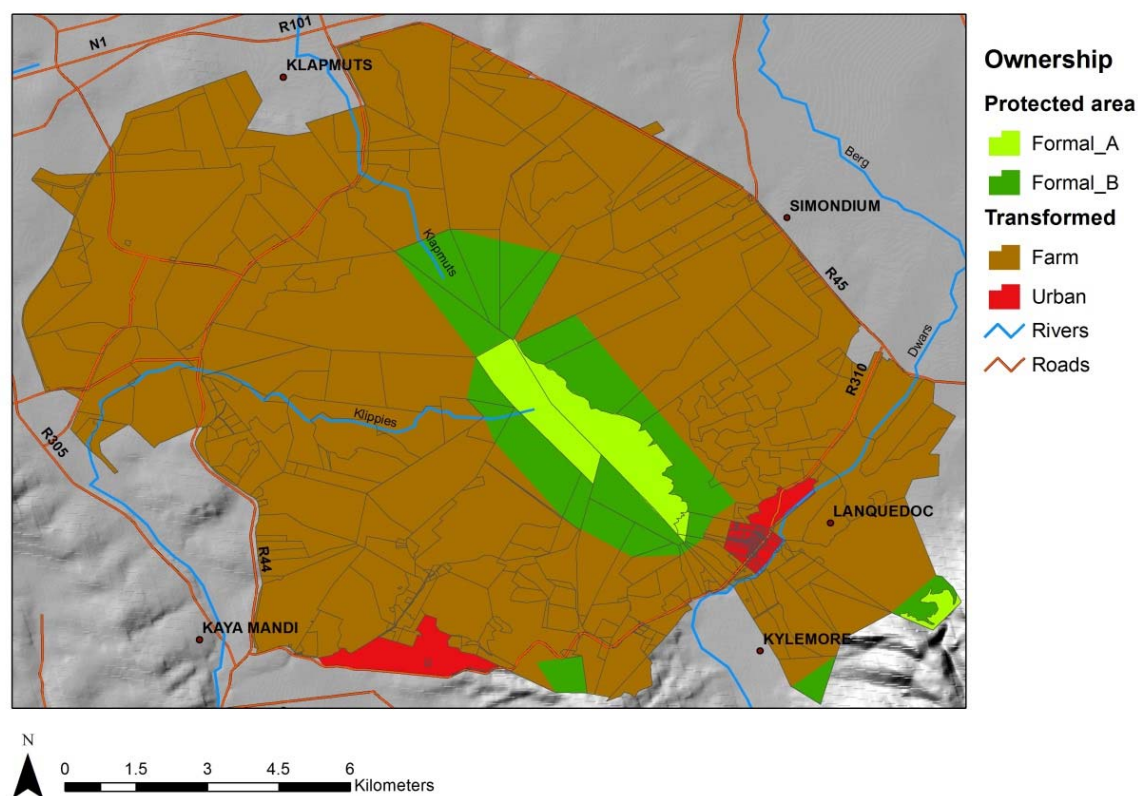 R101
N1
KLAPMUTS
Berg
SIMONDIUM
Klapmuts
R45
Dwars
R310
Klippies
R305
LANQUEDOC
R44
KAYA MANDI
KYLEMORE
Ownership
Protected area
Formal_A
Formal_B
Transformed
Farm
Urban
Rivers
Roads
N
0 1.5 3 4.5 6
Kilometers